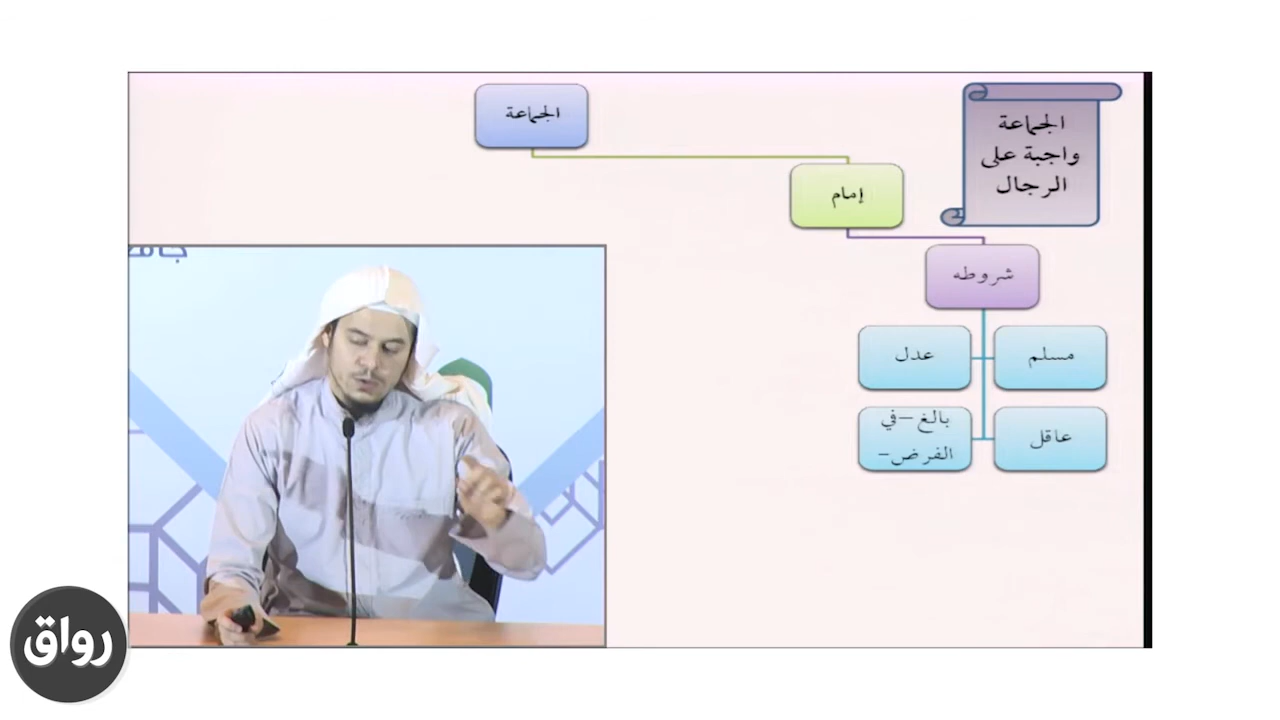 الجماعة
واجبة على
الرجال
الجماعة
إمام
شروطه
مسلم
عدل
عاقل
بالغ –في
الفرض-
رواق